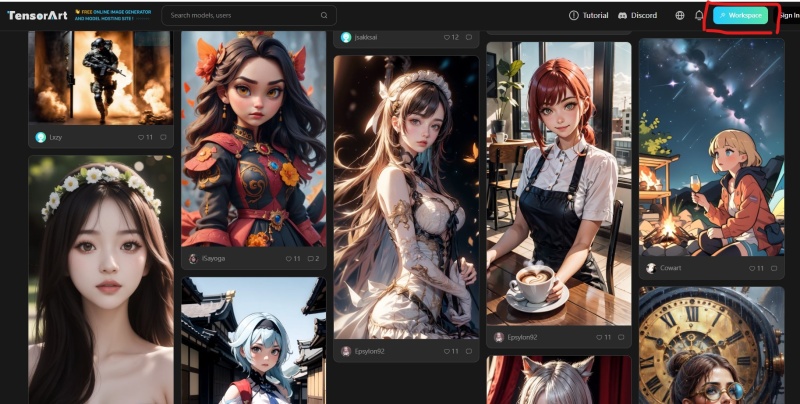 TensorArt
FREE ONLINE IMAGE GENERATOR
AND MODEL HOSTING SITE!
Search models, users
Tutorial
Discord
Workspace
Sign In
Lxzy
11
ISayoga
11
2
jsakksal
12
Epsylon92
11
Epsylon92
11
Cowart
11